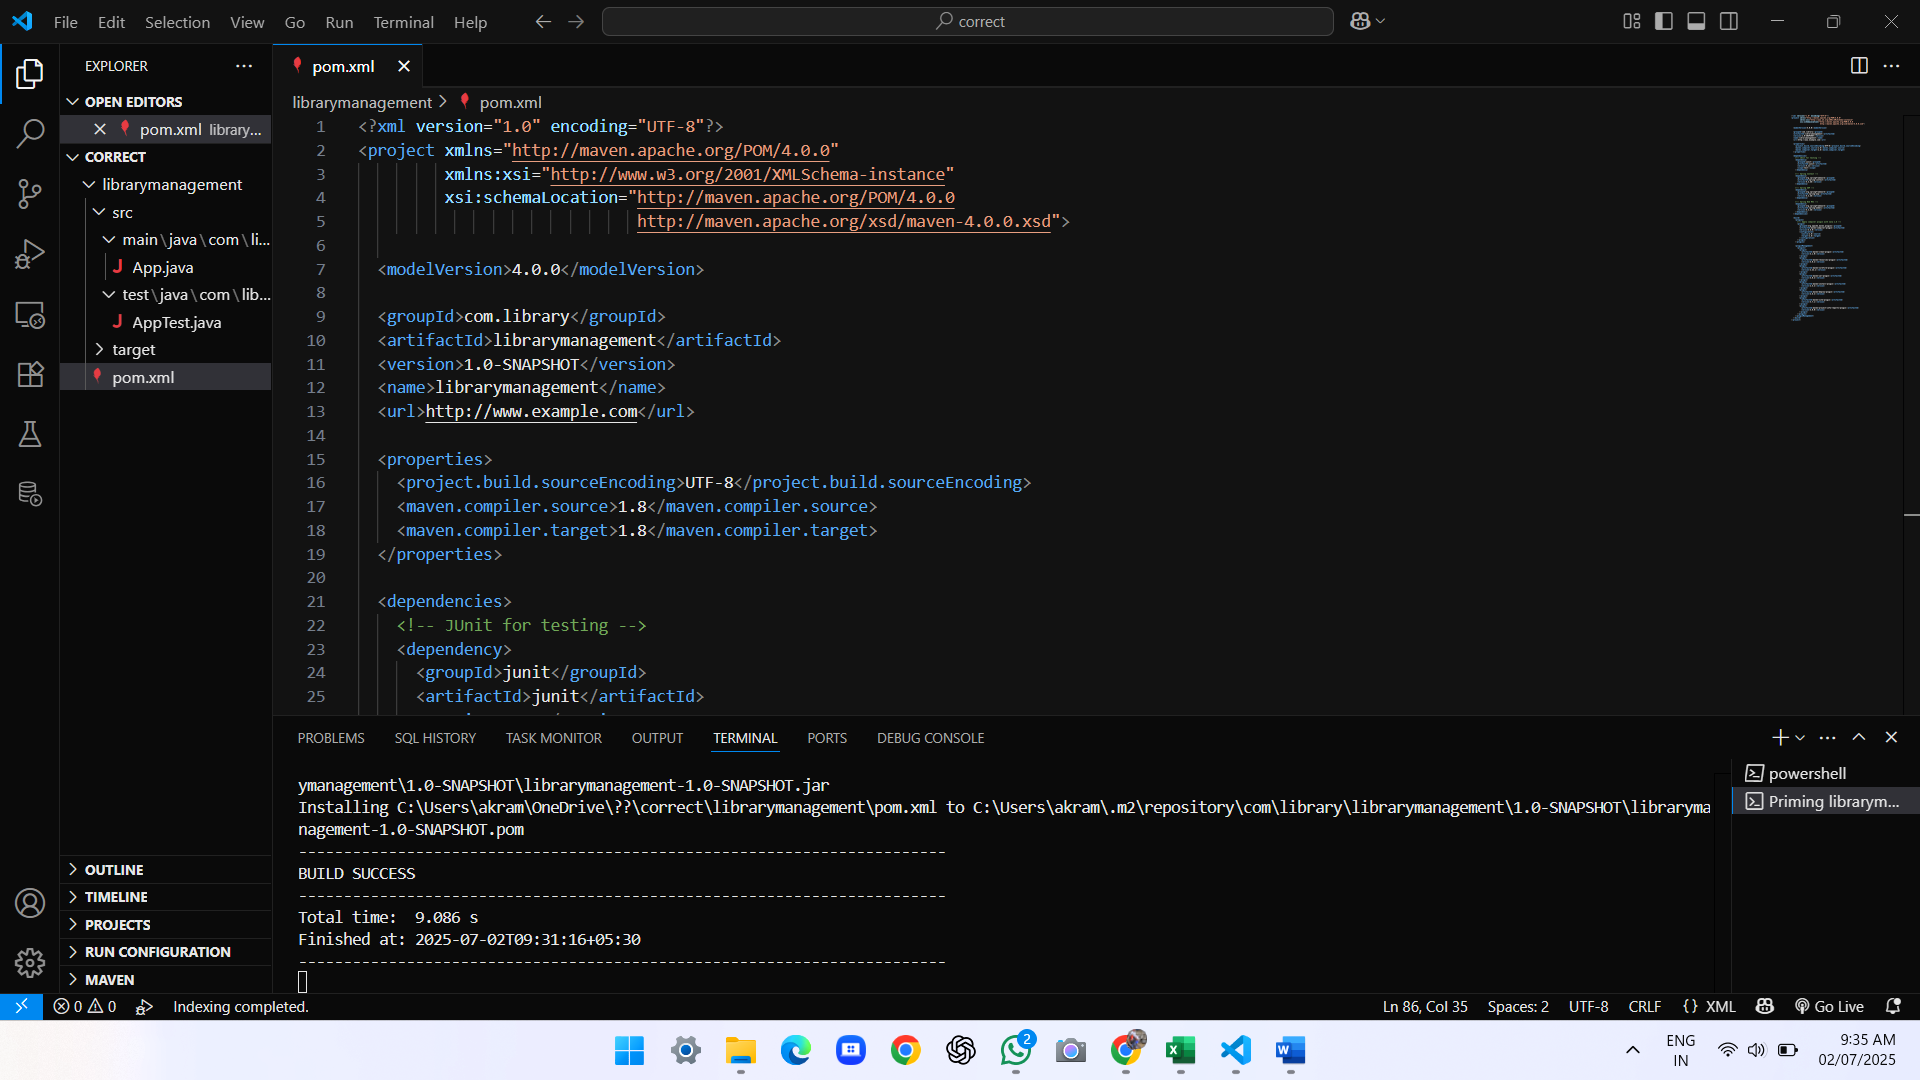 File Edit Selection View Go Run Terminal Help
correct
EXPLORER
OPEN EDITORS
pom.xml library...
CORRECT
librarymanagement
src
main\java\com\li...
App.java
test\java\com\lib...
AppTest.java
target
pom.xml
OUTLINE
TIMELINE
PROJECTS
RUN CONFIGURATION
MAVEN
pom.xml
librarymanagement > pom.xml
1 <?xml version="1.0" encoding="UTF-8"?>
2 <project xmlns="http://maven.apache.org/POM/4.0.0"
3 xmlns:xsi="http://www.w3.org/2001/XMLSchema-instance"
4 xsi:schemaLocation="http://maven.apache.org/POM/4.0.0
5 http://maven.apache.org/xsd/maven-4.0.0.xsd">
6
7 <modelVersion>4.0.0</modelVersion>
8
9 <groupId>com.library</groupId>
10 <artifactId>librarymanagement</artifactId>
11 <version>1.0-SNAPSHOT</version>
12 <name>librarymanagement</name>
13 <url>http://www.example.com</url>
14
15 <properties>
16 <project.build.sourceEncoding>UTF-8</project.build.sourceEncoding>
17 <maven.compiler.source>1.8</maven.compiler.source>
18 <maven.compiler.target>1.8</maven.compiler.target>
19 </properties>
20
21 <dependencies>
22 <!-- JUnit for testing -->
23 <dependency>
24 <groupId>junit</groupId>
25 <artifactId>junit</artifactId>
PROBLEMS SQL HISTORY TASK MONITOR OUTPUT TERMINAL PORTS DEBUG CONSOLE
ymanagement\1.0-SNAPSHOT\librarymanagement-1.0-SNAPSHOT.jar
Installing C:\Users\akram\OneDrive\??\correct\librarymanagement\pom.xml to C:\Users\akram\.m2\repository\com\library\librarymanagement\1.0-SNAPSHOT\libraryma
nagement-1.0-SNAPSHOT.pom
------------------------------------------------------------------------
BUILD SUCCESS
------------------------------------------------------------------------
Total time:  9.086 s
Finished at: 2025-07-02T09:31:16+05:30
------------------------------------------------------------------------
powershell
Priming librarym...
0 0 Indexing completed. Ln 86, Col 35 Spaces: 2 UTF-8 CRLF {} XML Go Live
2
ENG
IN
9:35 AM
02/07/2025